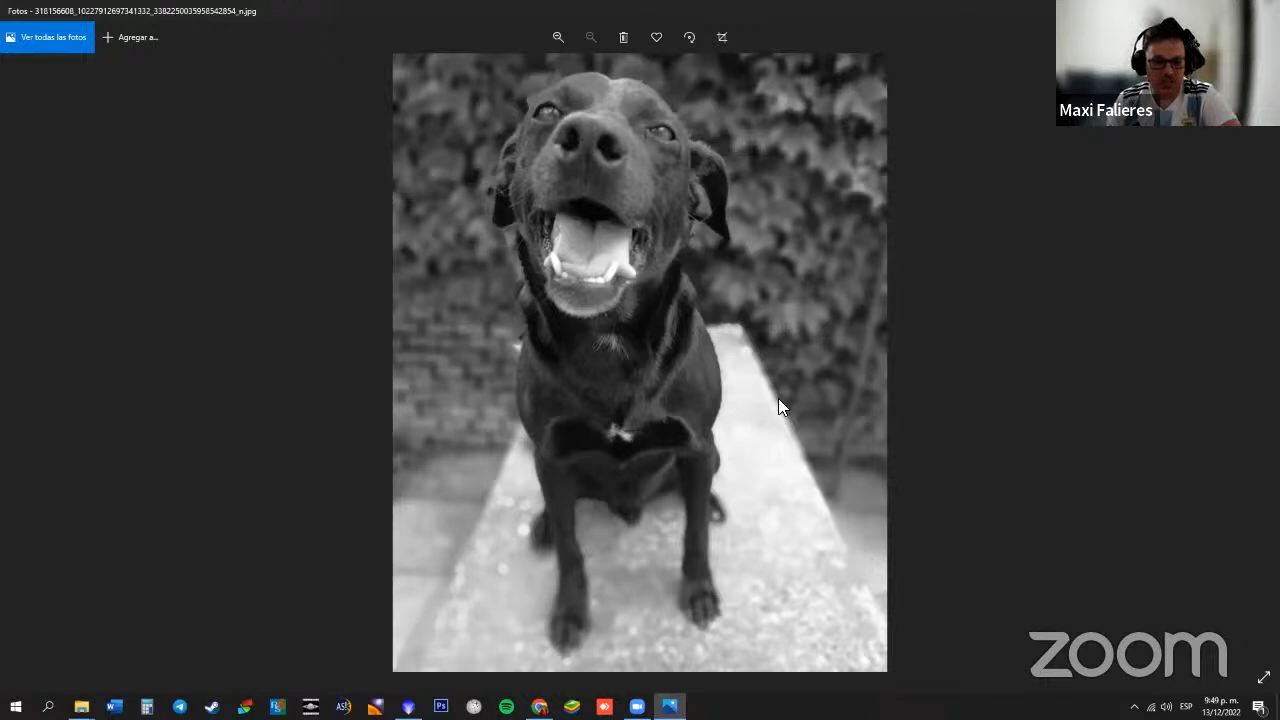 Fotos - 318156608_10227912697341332_3382250035958542854_n.jpg
Ver todas las fotos
Agregar a...
Maxi Falieres
zoom
ESP
9:49 p. m.
13/12/2022